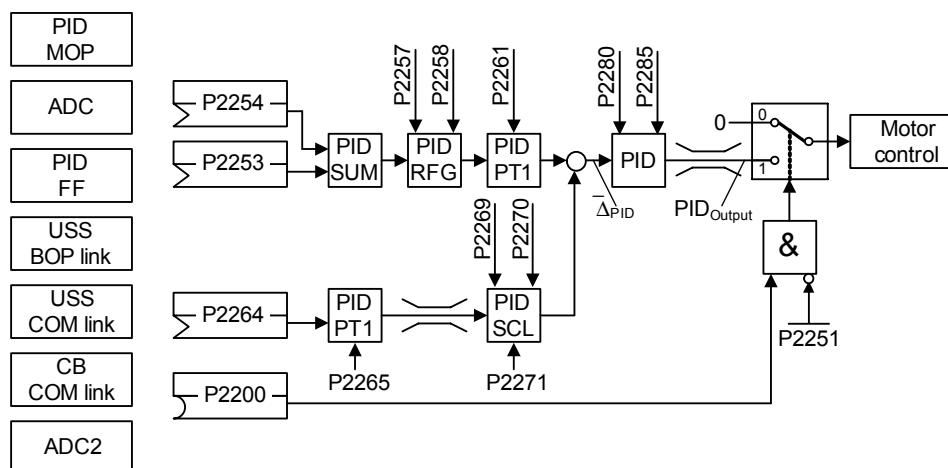 PID
MOP
ADC
PID
FF
USS
BOP link
USS
COM link
CB
COM link
ADC2
P2254
P2253
P2264
P2200
PID
SUM
P2257
P2258
PID
RFG
P2261
PID
PT1
P2269
P2270
PID
PT1
P2265
PID
SCL
P2271
ΔPID
P2280
P2285
PID
PIDOutput
0
0
1
Motor
control
&
P2251